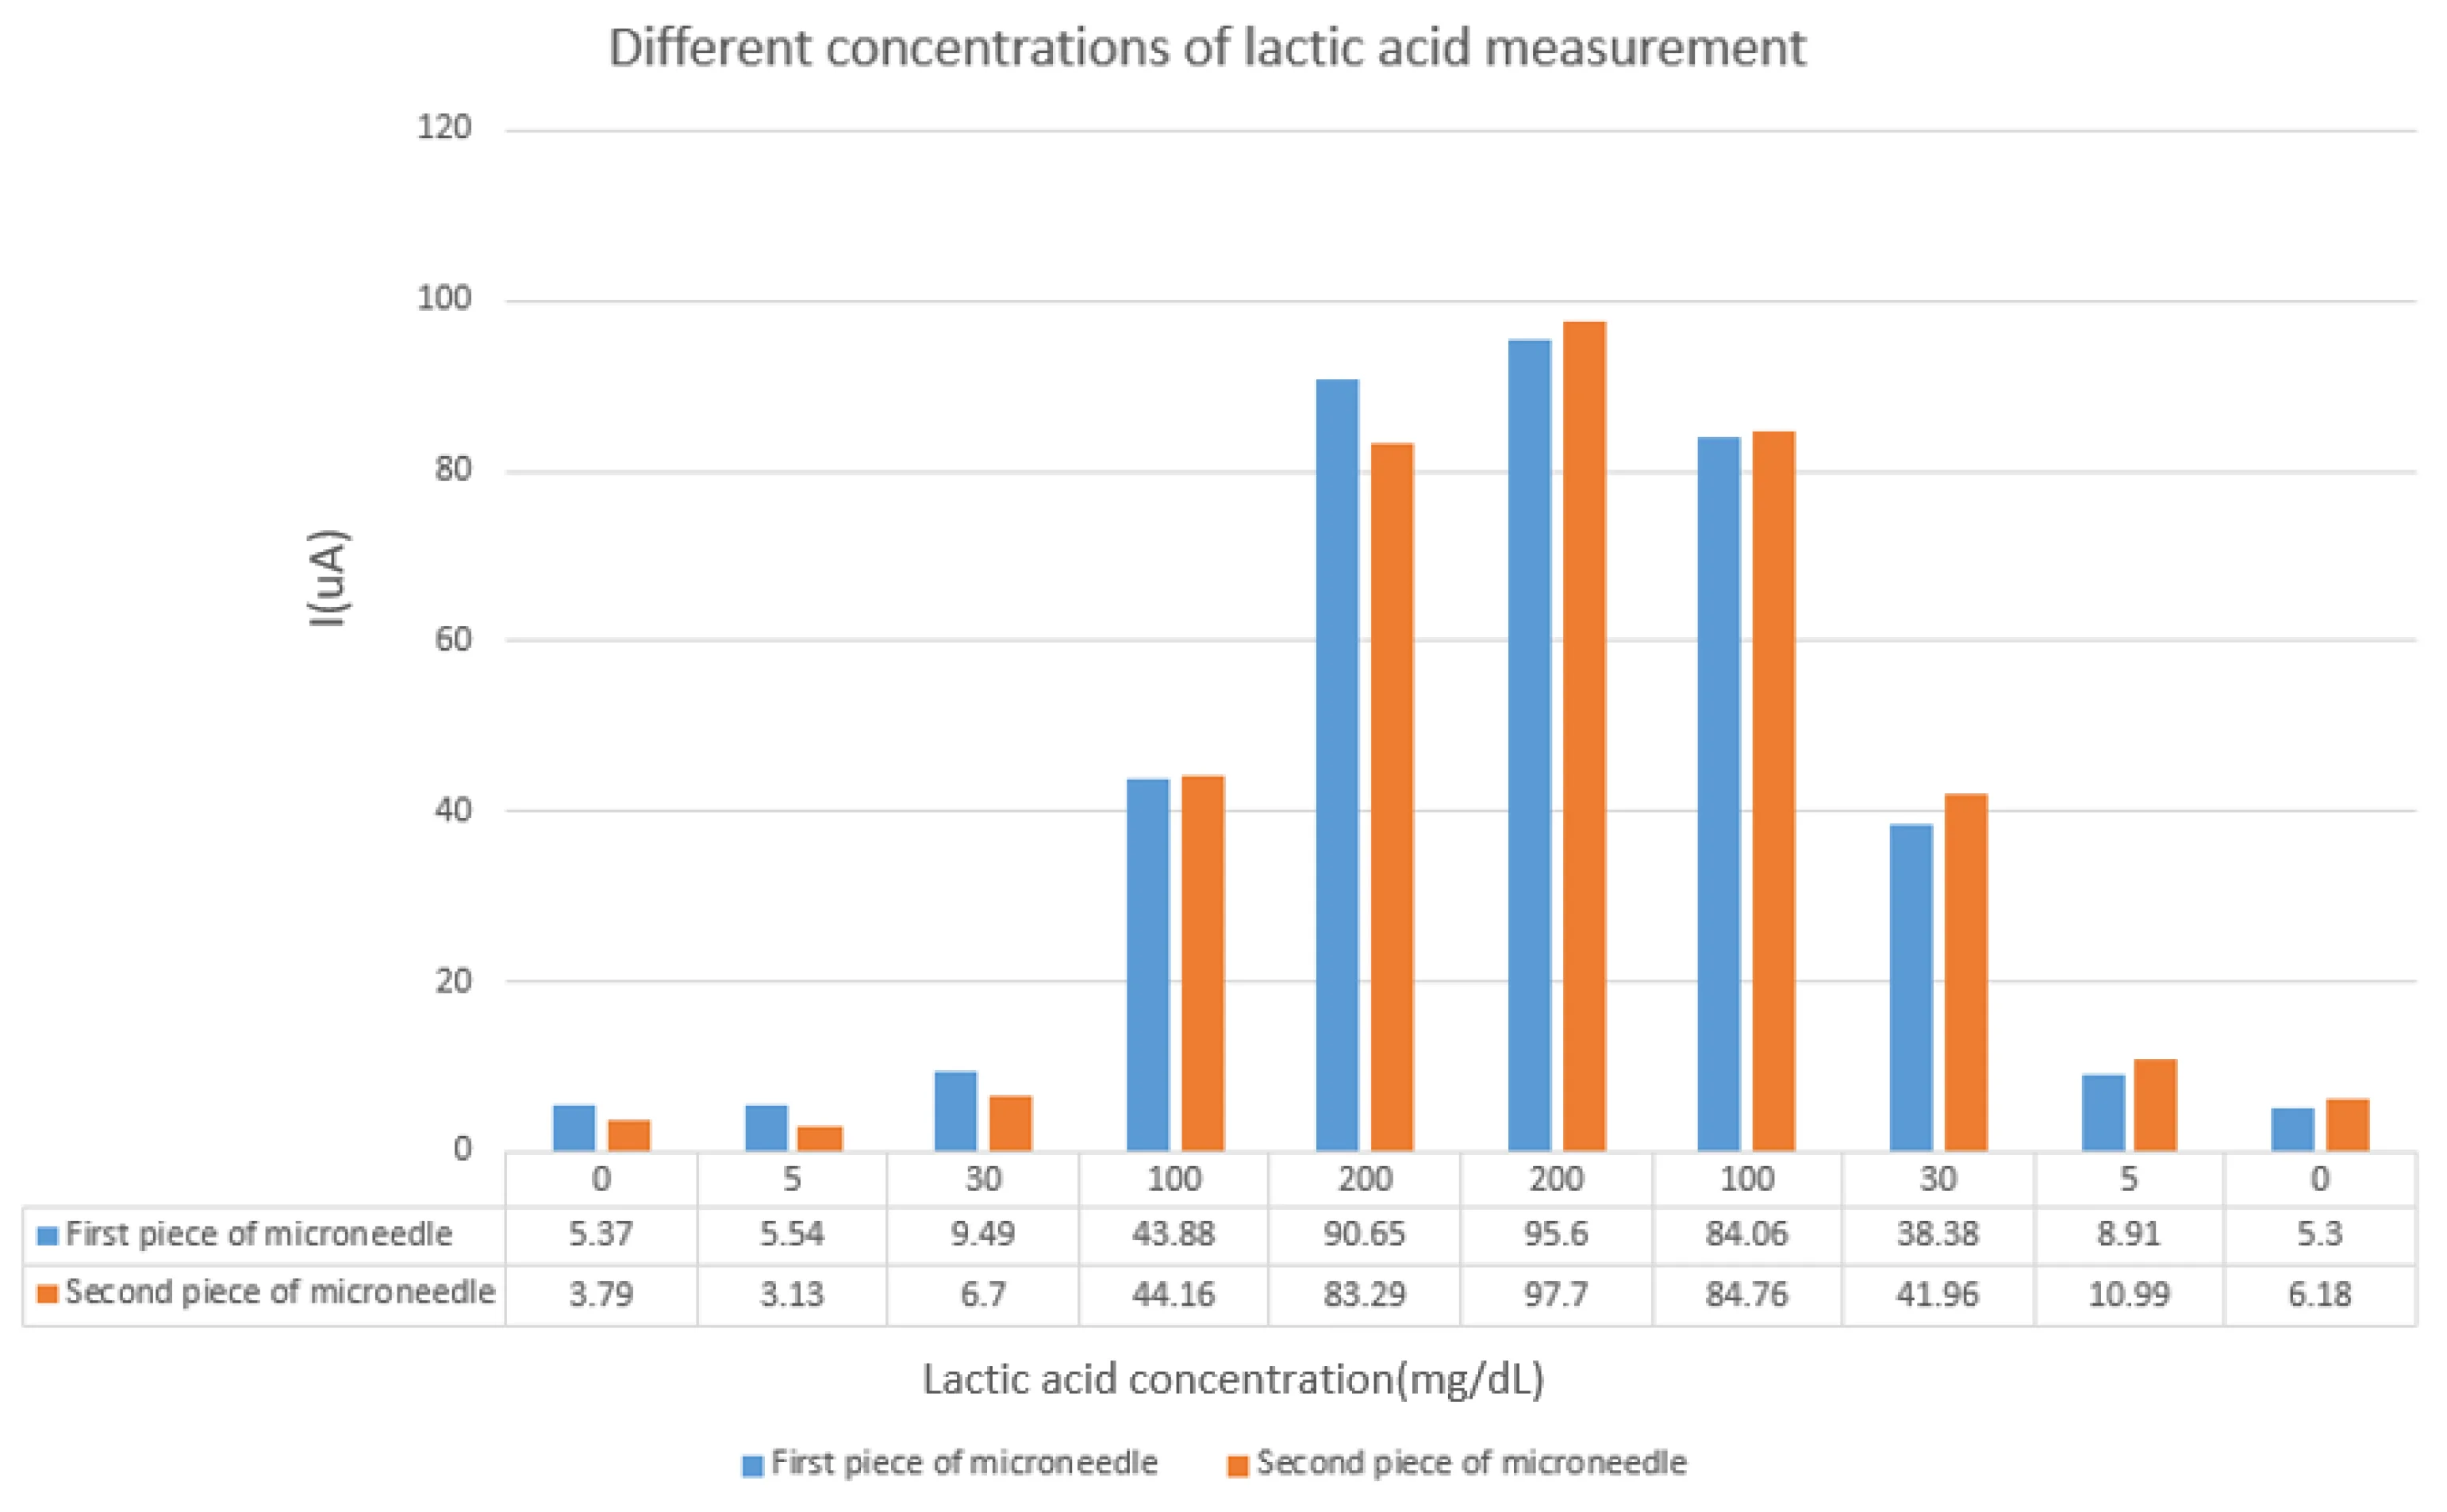 Different concentrations of lactic acid measurement
120
100
80
60
40
20
0
I(uA)
0 5 30 100 200 200 100 30 5 0
First piece of microneedle 5.37 5.54 9.49 43.88 90.65 95.6 84.06 38.38 8.91 5.3
Second piece of microneedle 3.79 3.13 6.7 44.16 83.29 97.7 84.76 41.96 10.99 6.18
Lactic acid concentration(mg/dL)
First piece of microneedle Second piece of microneedle